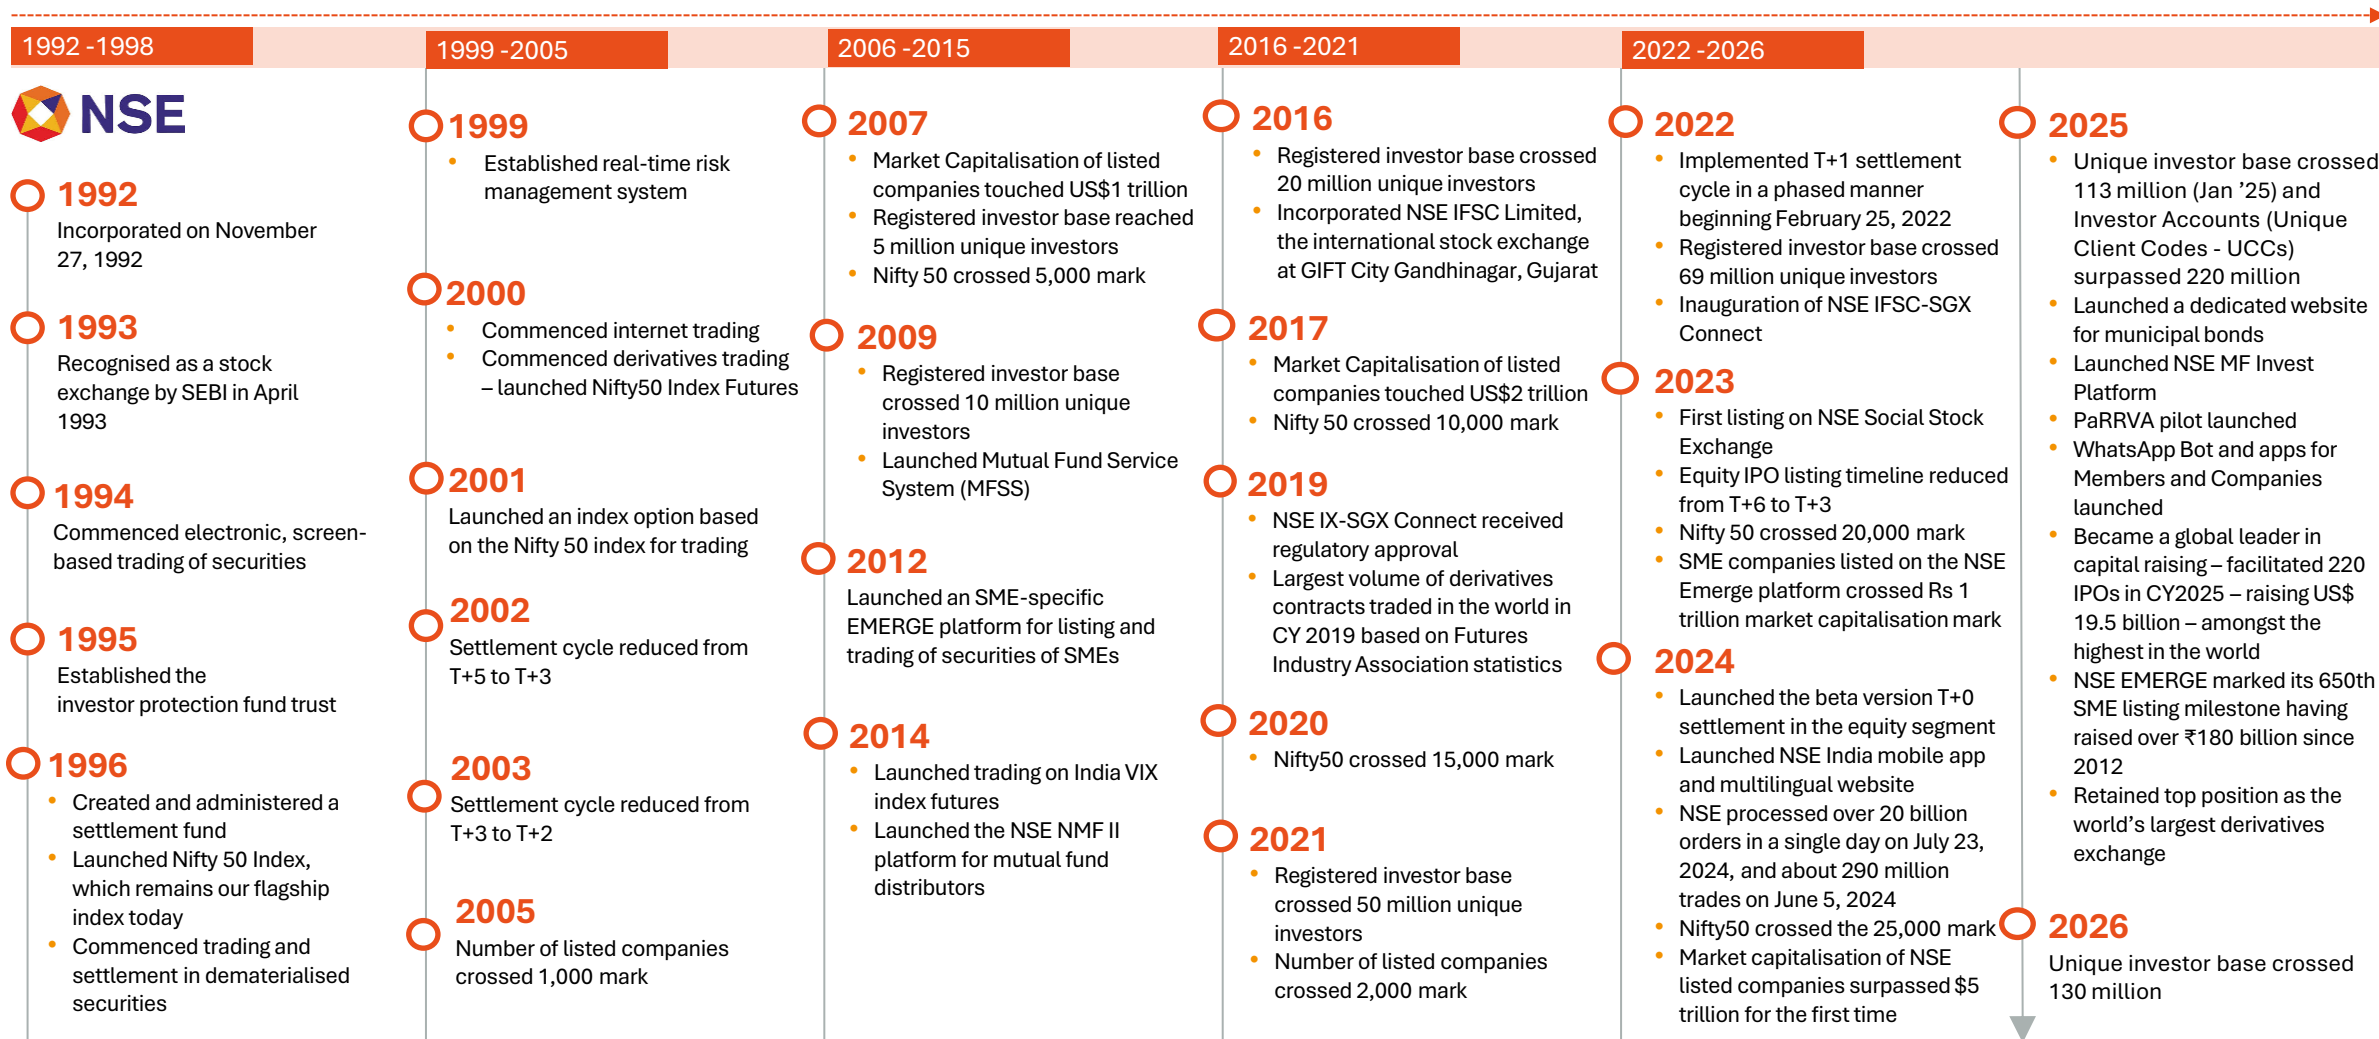 1992 -1998
1999 -2005
2006 -2015
2016 -2021
2022 -2026
NSE
1992
Incorporated on November
27, 1992
1993
Recognised as a stock
exchange by SEBI in April
1993
1994
Commenced electronic, screen-
based trading of securities
1995
Established the
investor protection fund trust
1996
• Created and administered a
settlement fund
• Launched Nifty 50 Index,
which remains our flagship
index today
• Commenced trading and
settlement in dematerialised
securities
1999
• Established real-time risk
management system
2000
• Commenced internet trading
• Commenced derivatives trading
– launched Nifty50 Index Futures
2001
Launched an index option based
on the Nifty 50 index for trading
2002
Settlement cycle reduced from
T+5 to T+3
2003
Settlement cycle reduced from
T+3 to T+2
2005
Number of listed companies
crossed 1,000 mark
2007
• Market Capitalisation of listed
companies touched US$1 trillion
• Registered investor base reached
5 million unique investors
• Nifty 50 crossed 5,000 mark
2009
• Registered investor base
crossed 10 million unique
investors
• Launched Mutual Fund Service
System (MFSS)
2012
Launched an SME-specific
EMERGE platform for listing and
trading of securities of SMEs
2014
• Launched trading on India VIX
index futures
• Launched the NSE NMF II
platform for mutual fund
distributors
2016
• Registered investor base crossed
20 million unique investors
• Incorporated NSE IFSC Limited,
the international stock exchange
at GIFT City Gandhinagar, Gujarat
2017
• Market Capitalisation of listed
companies touched US$2 trillion
• Nifty 50 crossed 10,000 mark
2019
• NSE IX-SGX Connect received
regulatory approval
• Largest volume of derivatives
contracts traded in the world in
CY 2019 based on Futures
Industry Association statistics
2020
• Nifty50 crossed 15,000 mark
2021
• Registered investor base
crossed 50 million unique
investors
• Number of listed companies
crossed 2,000 mark
2022
• Implemented T+1 settlement
cycle in a phased manner
beginning February 25, 2022
• Registered investor base crossed
69 million unique investors
• Inauguration of NSE IFSC-SGX
Connect
2023
• First listing on NSE Social Stock
Exchange
• Equity IPO listing timeline reduced
from T+6 to T+3
• Nifty 50 crossed 20,000 mark
• SME companies listed on the NSE
Emerge platform crossed Rs 1
trillion market capitalisation mark
2024
• Launched the beta version T+0
settlement in the equity segment
• Launched NSE India mobile app
and multilingual website
• NSE processed over 20 billion
orders in a single day on July 23,
2024, and about 290 million
trades on June 5, 2024
• Nifty50 crossed the 25,000 mark
• Market capitalisation of NSE
listed companies surpassed $5
trillion for the first time
2025
• Unique investor base crossed
113 million (Jan ’25) and
Investor Accounts (Unique
Client Codes - UCCs)
surpassed 220 million
• Launched a dedicated website
for municipal bonds
• Launched NSE MF Invest
Platform
• PaRRVA pilot launched
• WhatsApp Bot and apps for
Members and Companies
launched
• Became a global leader in
capital raising – facilitated 220
IPOs in CY2025 – raising US$
19.5 billion – amongst the
highest in the world
• NSE EMERGE marked its 650th
SME listing milestone having
raised over ₹180 billion since
2012
• Retained top position as the
world’s largest derivatives
exchange
2026
Unique investor base crossed
130 million